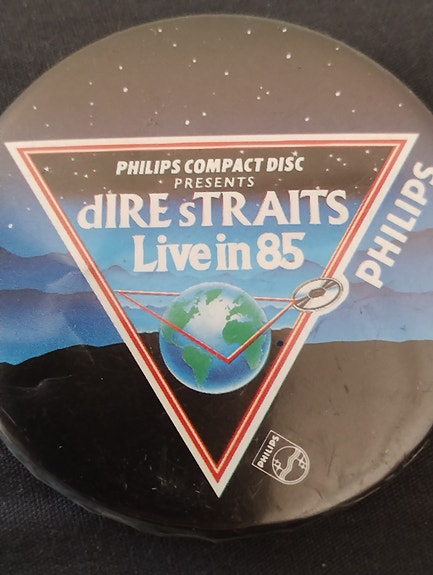 PHILIPS COMPACT DISC
PRESENTS
dIRE sTRAITS
Live in 85
PHILIPS
PHILIPS